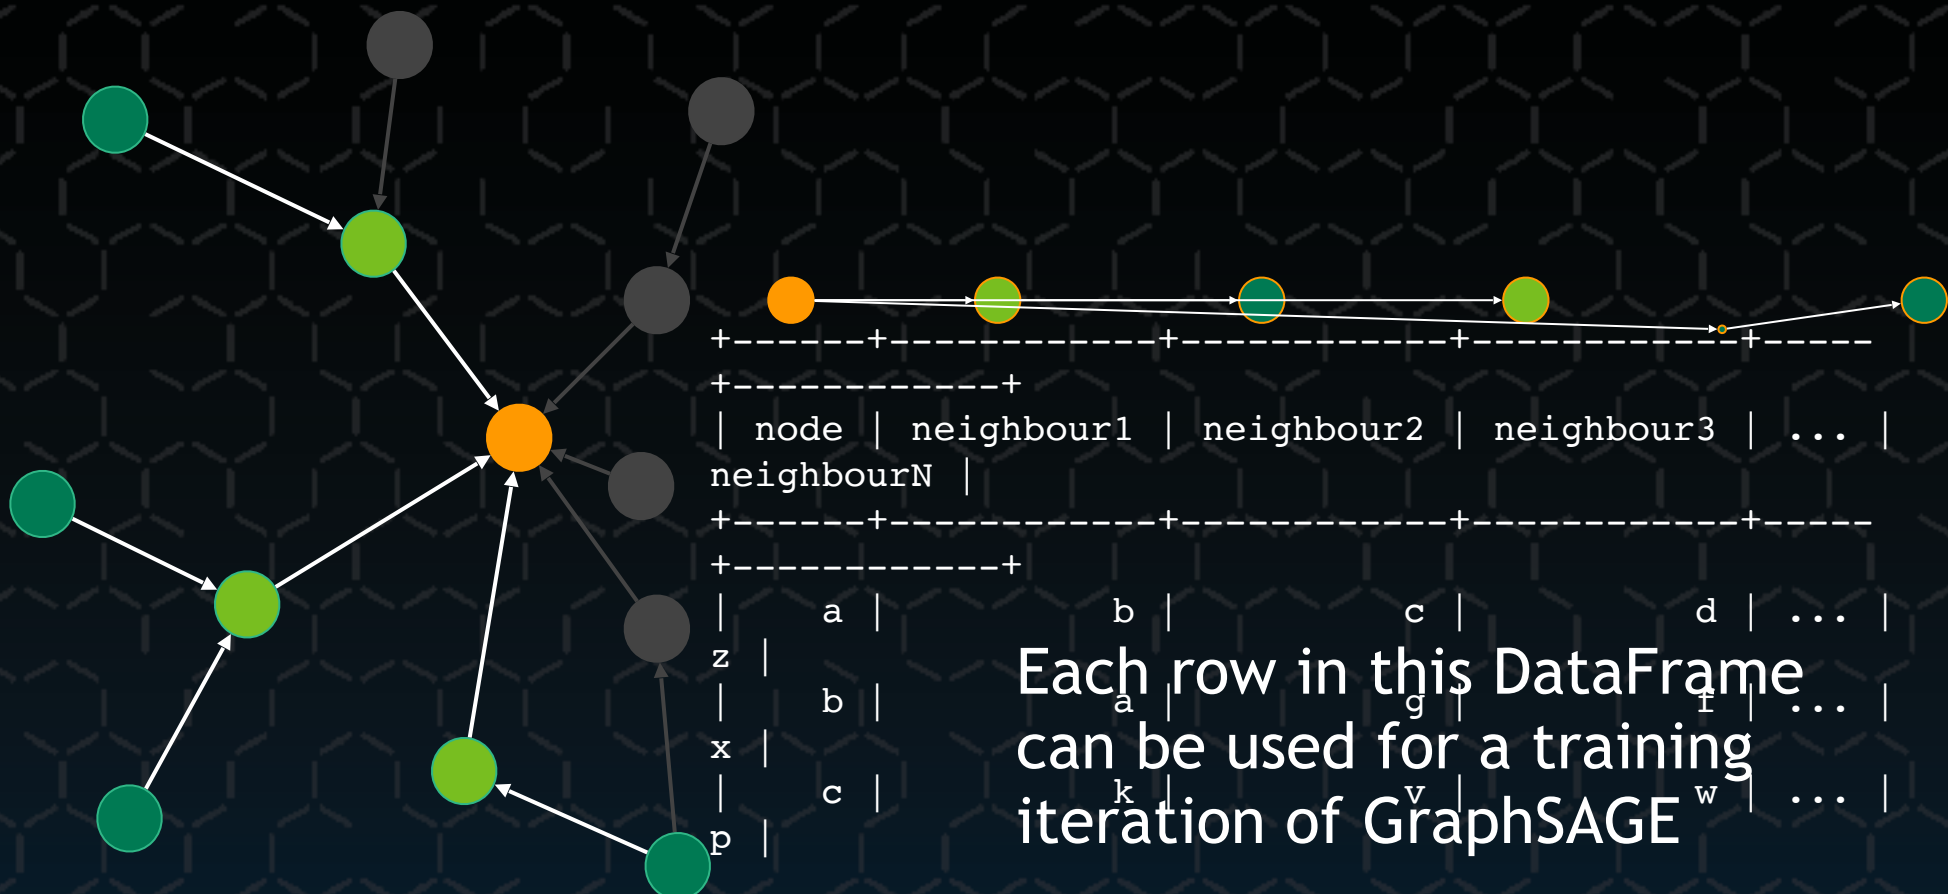 +------+------------+------------+------------+-----
+------------+
| node | neighbour1 | neighbour2 | neighbour3 | ... |
neighbourN |
+------+------------+------------+------------+-----
+------------+
| a | b | c | d | ... |
z |
| b | a | g | f | ... |
x |
| c | k | v | w | ... |
p |
Each row in this DataFrame
can be used for a training
iteration of GraphSAGE